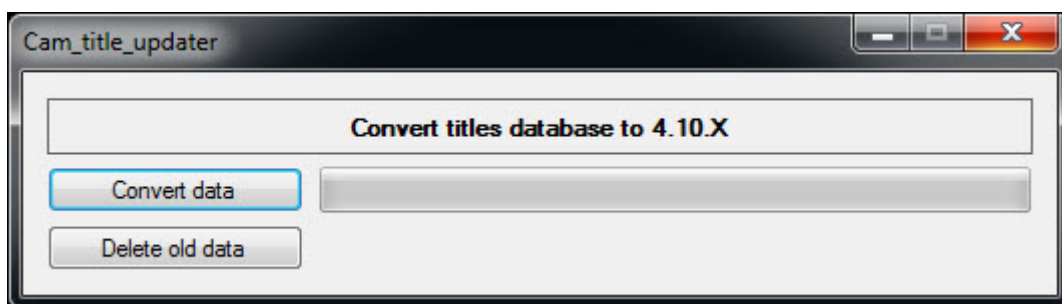 Cam_title_updater
Convert titles database to 4.10.X
Convert data
Delete old data